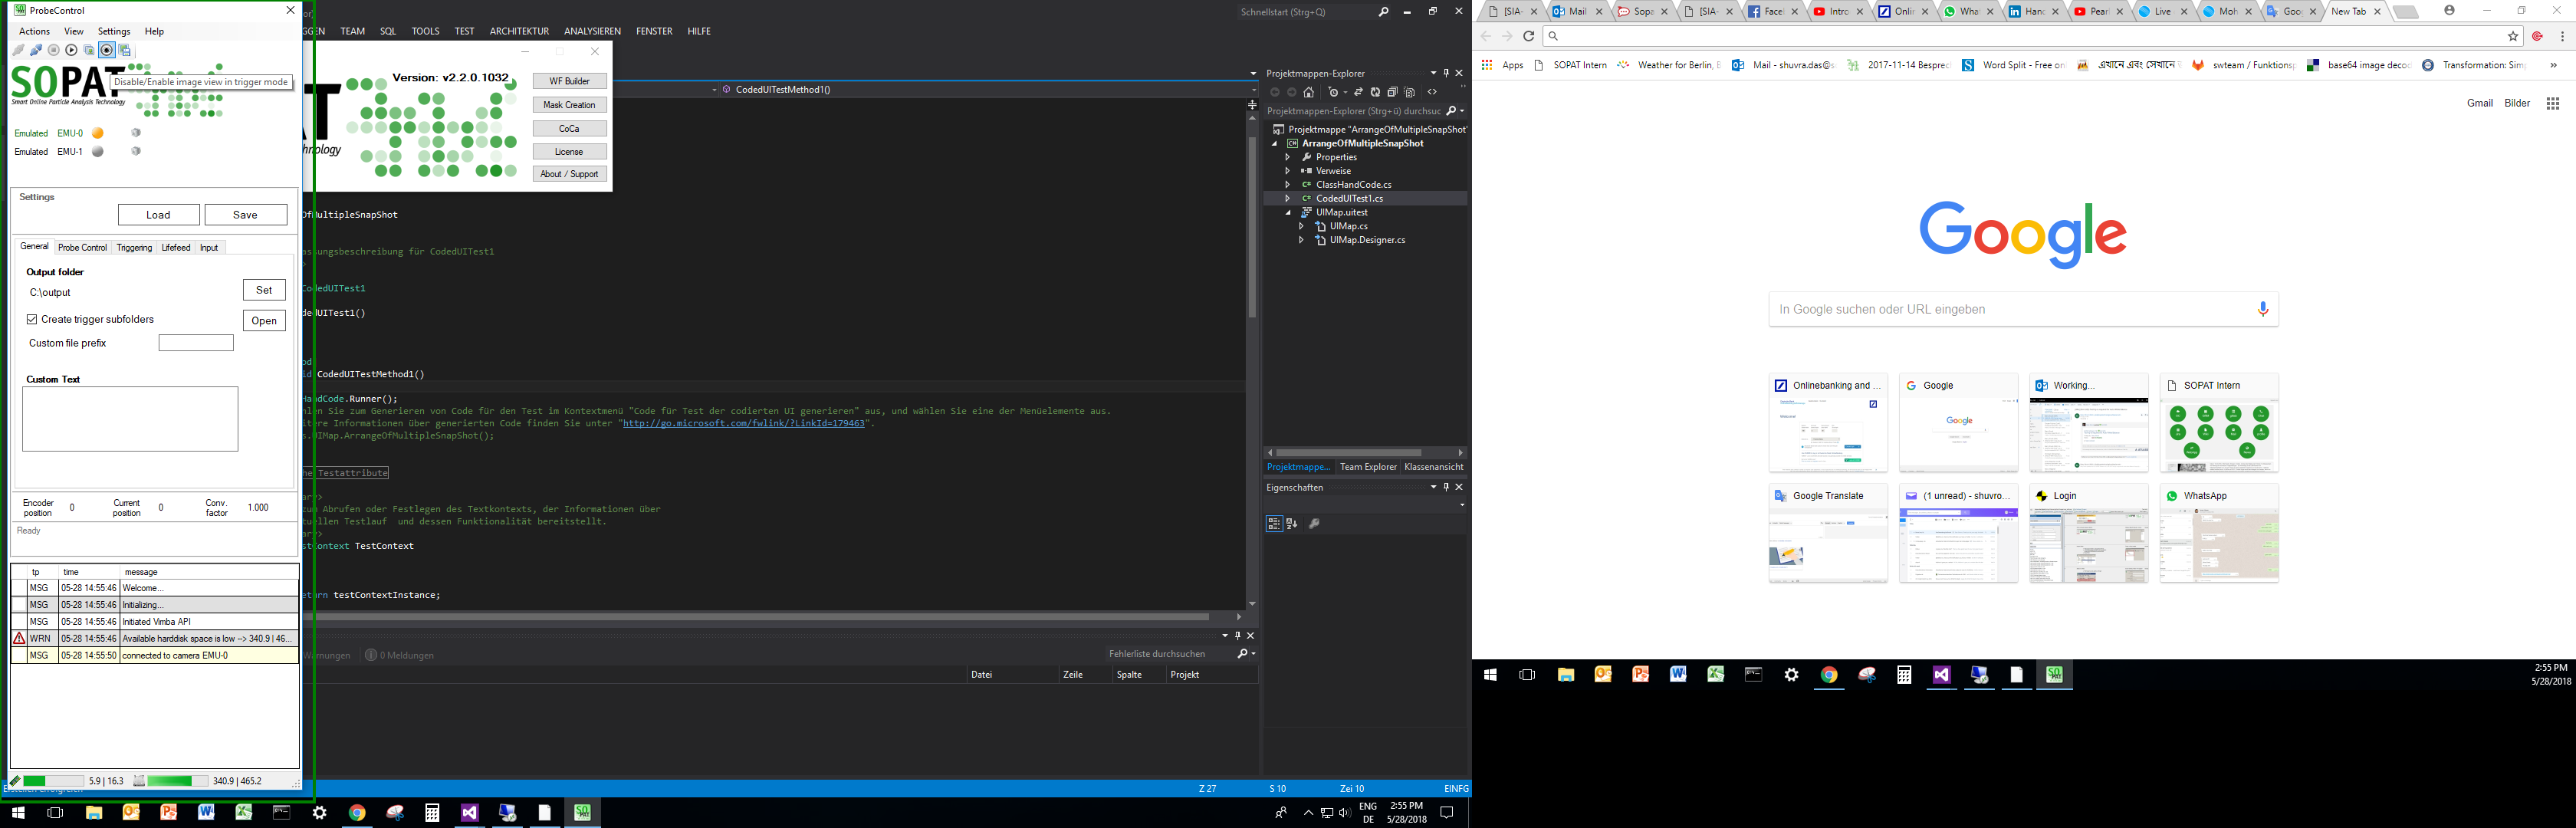 ProbeControl
Actions View Settings Help
SOPAT
Smart Online Particle Analysis Technology
Disable/Enable image view in trigger mode
Emulated EMU-0
Emulated EMU-1
Settings
Load Save
General Probe Control Triggering Lifefeed Input
Output folder
C:\output
Set
Create trigger subfolders
Open
Custom file prefix
Custom Text
Encoder position 0 Current position 0 Conv. factor 1.000
Ready
tp time message
MSG 05-28 14:55:46 Welcome...
MSG 05-28 14:55:46 Initializing...
MSG 05-28 14:55:46 Initiated Vimba API
WRN 05-28 14:55:46 Available harddisk space is low --> 340.9 | 46...
MSG 05-28 14:55:50 connected to camera EMU-0
5.9 | 16.3 340.9 | 465.2
Schnellstart (Strg+Q)
GEN TEAM SQL TOOLS TEST ARCHITEKTUR ANALYSIEREN FENSTER HILFE
Version: v2.2.0.1032
WF Builder
Mask Creation
CoCa
License
About / Support
hnology
CodedUITestMethod1()
OfMultipleSnapShot
assungsbeschreibung für CodedUITest1
CodedUITest1
dedUITest1()
od
id CodedUITestMethod1()
HandCode.Runner();
hlen Sie zum Generieren von Code für den Test im Kontextmenü "Code für Test der codierten UI generieren" aus, und wählen Sie eine der Menüelemente aus.
itere Informationen über generierten Code finden Sie unter "http://go.microsoft.com/fwlink/?LinkId=179463".
s.UIMap.ArrangeOfMultipleSnapShot();
he Testattribute
ary>
zum Abrufen oder Festlegen des Textkontexts, der Informationen über
tuellen Testlauf und dessen Funktionalität bereitstellt.
ary>
stContext TestContext
eturn testContextInstance;
Warnungen 0 Meldungen
Fehlerliste durchsuchen
Datei Zeile Spalte Projekt
Projektmappen-Explorer
Projektmappen-Explorer (Strg+ü) durchsuc
Projektmappe "ArrangeOfMultipleSnapShot"
ArrangeOfMultipleSnapShot
Properties
Verweise
ClassHandCode.cs
CodedUITest1.cs
UIMap.uitest
UIMap.cs
UIMap.Designer.cs
Projektmappe... Team Explorer Klassenansicht
Eigenschaften
Z 27 S 10 Zei 10 EINFG
ENG
DE
2:55 PM
5/28/2018
[SIA- Mail Sopa [SIA- Facel Intro Onlin What Hand Pearl Live Moh Goog New Tab
Apps SOPAT Intern Weather for Berlin, B Mail - shuvra.das@s 2017-11-14 Besprec Word Split - Free on এখানে এবং সেখানে swteam / Funktions base64 image decod Transformation: Sim
Gmail Bilder
Google
In Google suchen oder URL eingeben
Onlinebanking and ... Google Working... SOPAT Intern
Google Translate (1 unread) - shuvro... Login WhatsApp
2:55 PM
5/28/2018